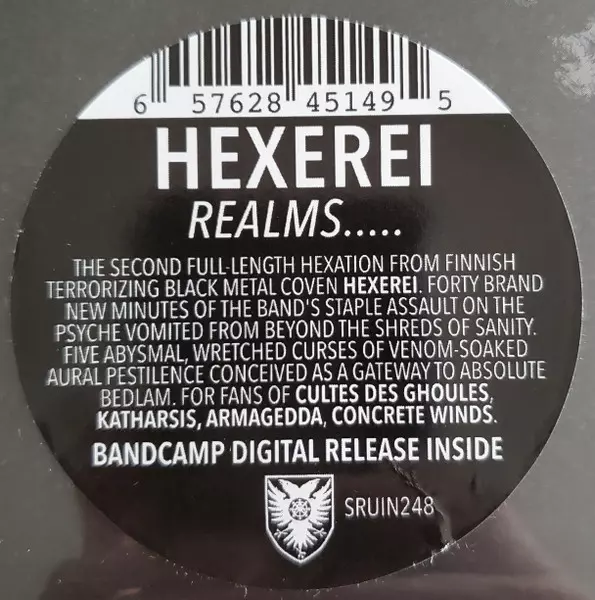 6 57628 45149 5
HEXEREI
REALMS.....
THE SECOND FULL-LENGTH HEXATION FROM FINNISH
TERRORIZING BLACK METAL COVEN HEXEREI. FORTY BRAND
NEW MINUTES OF THE BAND'S STAPLE ASSAULT ON THE
PSYCHE VOMITED FROM BEYOND THE SHREDS OF SANITY.
FIVE ABYSMAL, WRETCHED CURSES OF VENOM-SOAKED
AURAL PESTILENCE CONCEIVED AS A GATEWAY TO ABSOLUTE
BEDLAM. FOR FANS OF CULTES DES GHOULES,
KATHARSIS, ARMAGEDDA, CONCRETE WINDS.
BANDCAMP DIGITAL RELEASE INSIDE
SRUIN248